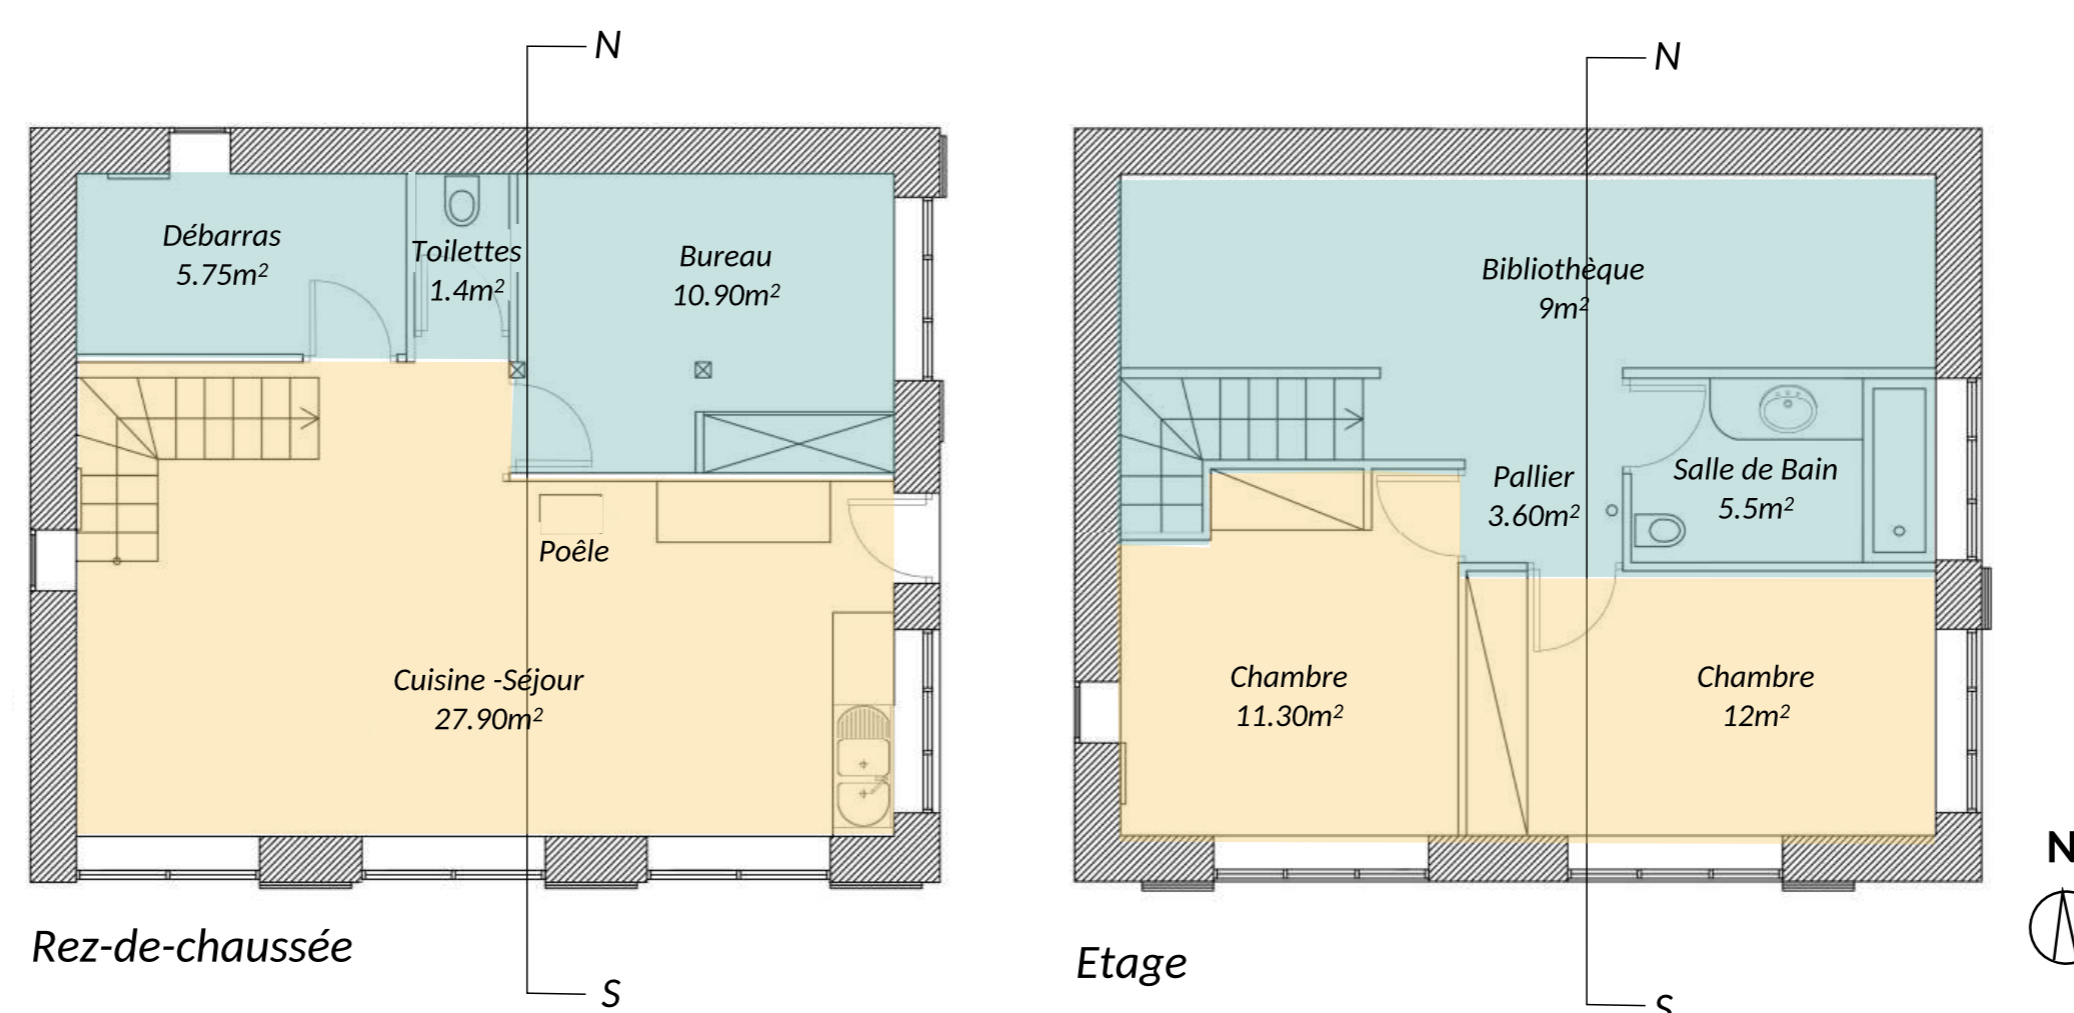 N
N
Débarras
5.75m²
Toilettes
1.4m²
Bureau
10.90m²
Poêle
Cuisine -Séjour
27.90m²
Rez-de-chaussée
S
Bibliothèque
9m²
Pallier
3.60m²
Salle de Bain
5.5m²
Chambre
11.30m²
Chambre
12m²
Etage
S
N